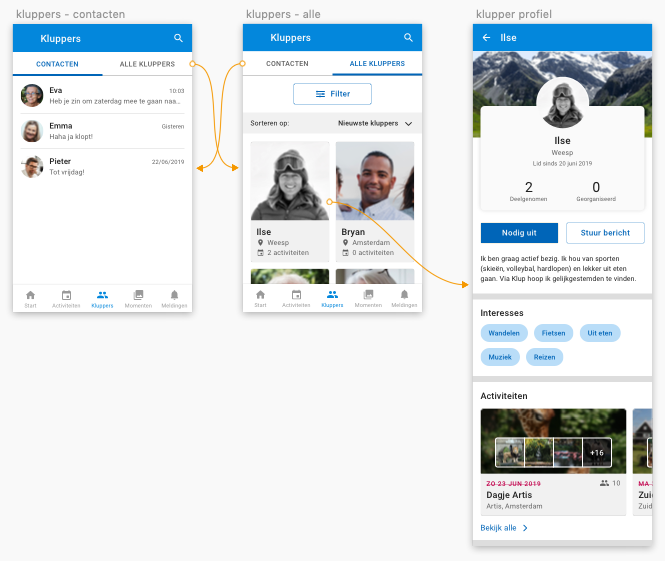 kluppers - contacten
Kluppers
CONTACTEN
ALLE KLUPPERS
Eva
10:03
Heb je zin om zaterdag mee te gaan naa...
Emma
Gisteren
Haha ja klopt!
Pieter
22/06/2019
Tot vrijdag!
Start
Activiteiten
Kluppers
Momenten
Meldingen
kluppers - alle
Kluppers
CONTACTEN
ALLE KLUPPERS
Filter
Sorteren op:
Nieuwste kluppers
Ilse
Weesp
2 activiteiten
Bryan
Amsterdam
0 activiteiten
Start
Activiteiten
Kluppers
Momenten
Meldingen
klupper profiel
Ilse
Ilse
Weesp
Lid sinds 20 juni 2019
2
Deelgenomen
0
Georganiseerd
Nodig uit
Stuur bericht
Ik ben graag actief bezig. Ik hou van sporten
(skieën, volleybal, hardlopen) en lekker uit eten
gaan. Via Klup hoop ik gelijkgestemden te vinden.
Interesses
Wandelen
Fietsen
Uit eten
Muziek
Reizen
Activiteiten
+16
ZO 23 JUN 2019
10
Dagje Artis
Artis, Amsterdam
MA
Zui
Zuid
Bekijk alle